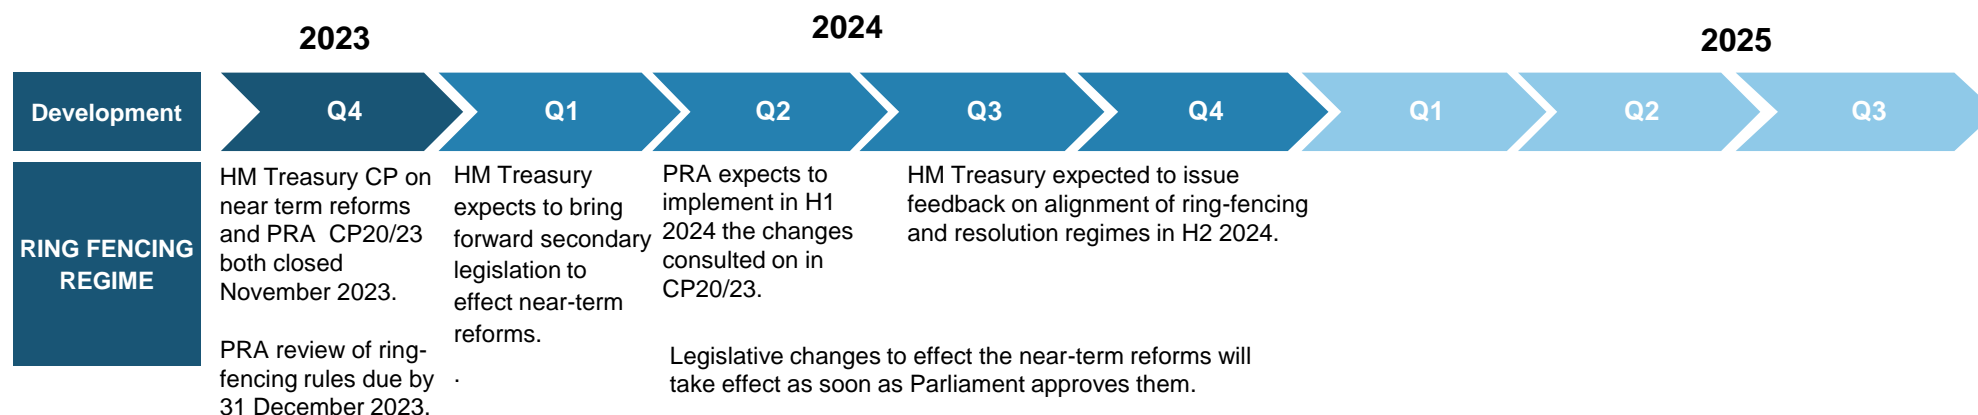 2023
2024
2025
Development
Q4
Q1
Q2
Q3
Q4
Q1
Q2
Q3
RING FENCING
REGIME
HM Treasury CP on
near term reforms
and PRA CP20/23
both closed
November 2023.
PRA review of ring-
fencing rules due by
31 December 2023.
HM Treasury
expects to bring
forward secondary
legislation to
effect near-term
reforms.
.
PRA expects to
implement in H1
2024 the changes
consulted on in
CP20/23.
HM Treasury expected to issue
feedback on alignment of ring-fencing
and resolution regimes in H2 2024.
Legislative changes to effect the near-term reforms will
take effect as soon as Parliament approves them.